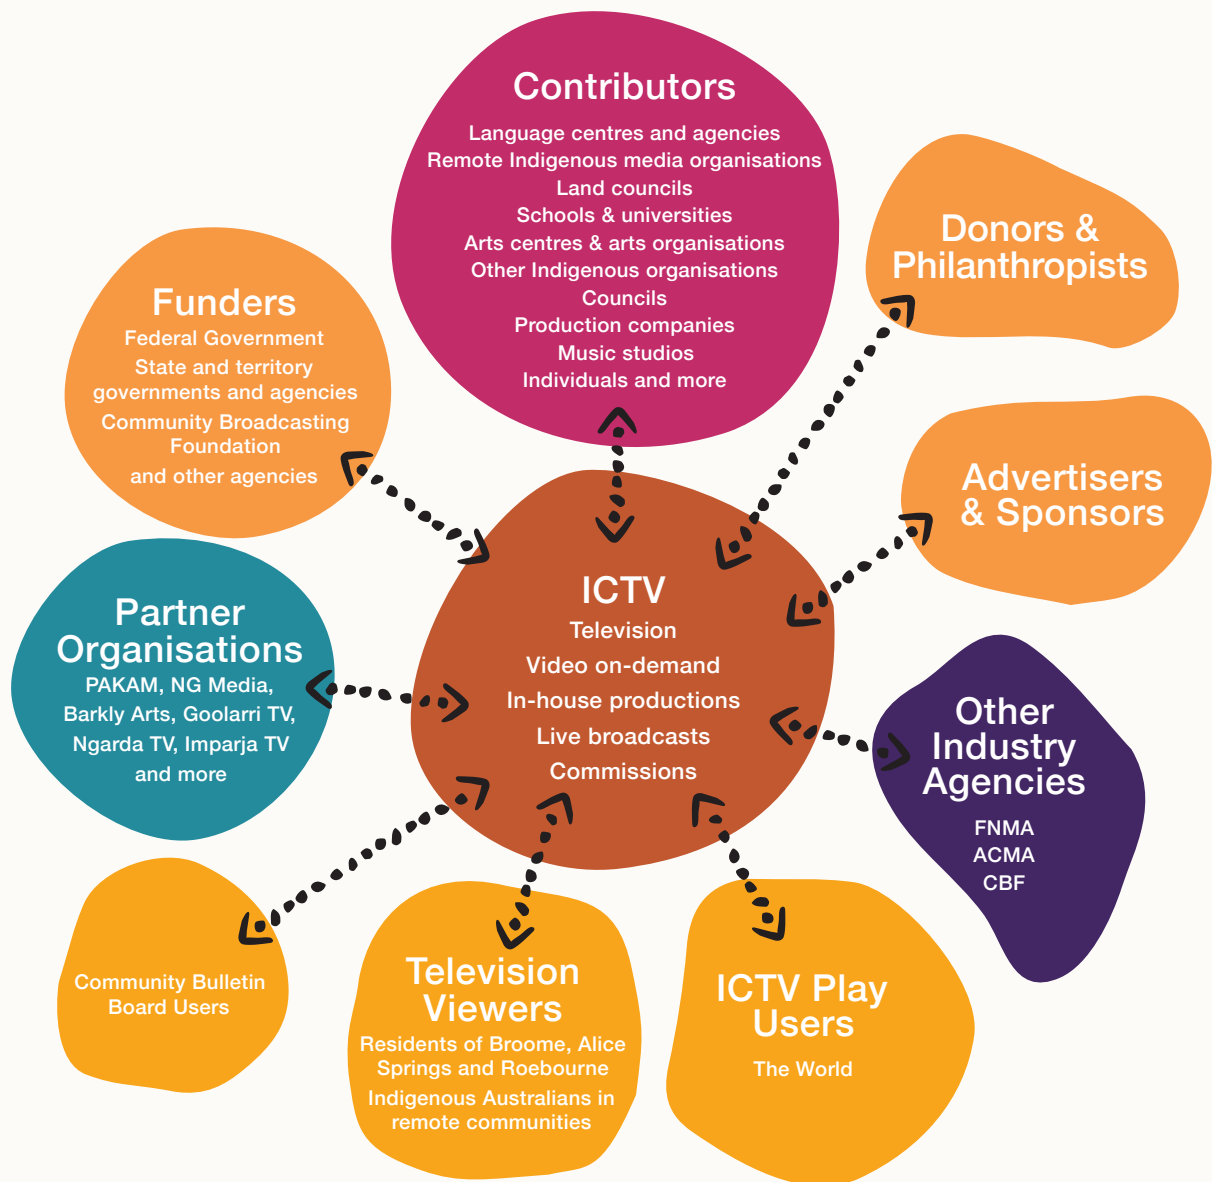 Contributors
Language centres and agencies
Remote Indigenous media organisations
Land councils
Schools & universities
Arts centres & arts organisations
Other Indigenous organisations
Councils
Production companies
Music studios
Individuals and more
Donors &
Philanthropists
Funders
Federal Government
State and territory
governments and agencies
Community Broadcasting
Foundation
and other agencies
Advertisers
& Sponsors
ICTV
Television
Video on-demand
In-house productions
Live broadcasts
Commissions
Partner
Organisations
PAKAM, NG Media,
Barkly Arts, Goolarri TV,
Ngarda TV, Imparja TV
and more
Other
Industry
Agencies
FNMA
ACMA
CBF
Community Bulletin
Board Users
Television
Viewers
Residents of Broome, Alice
Springs and Roebourne
Indigenous Australians in
remote communities
ICTV Play
Users
The World